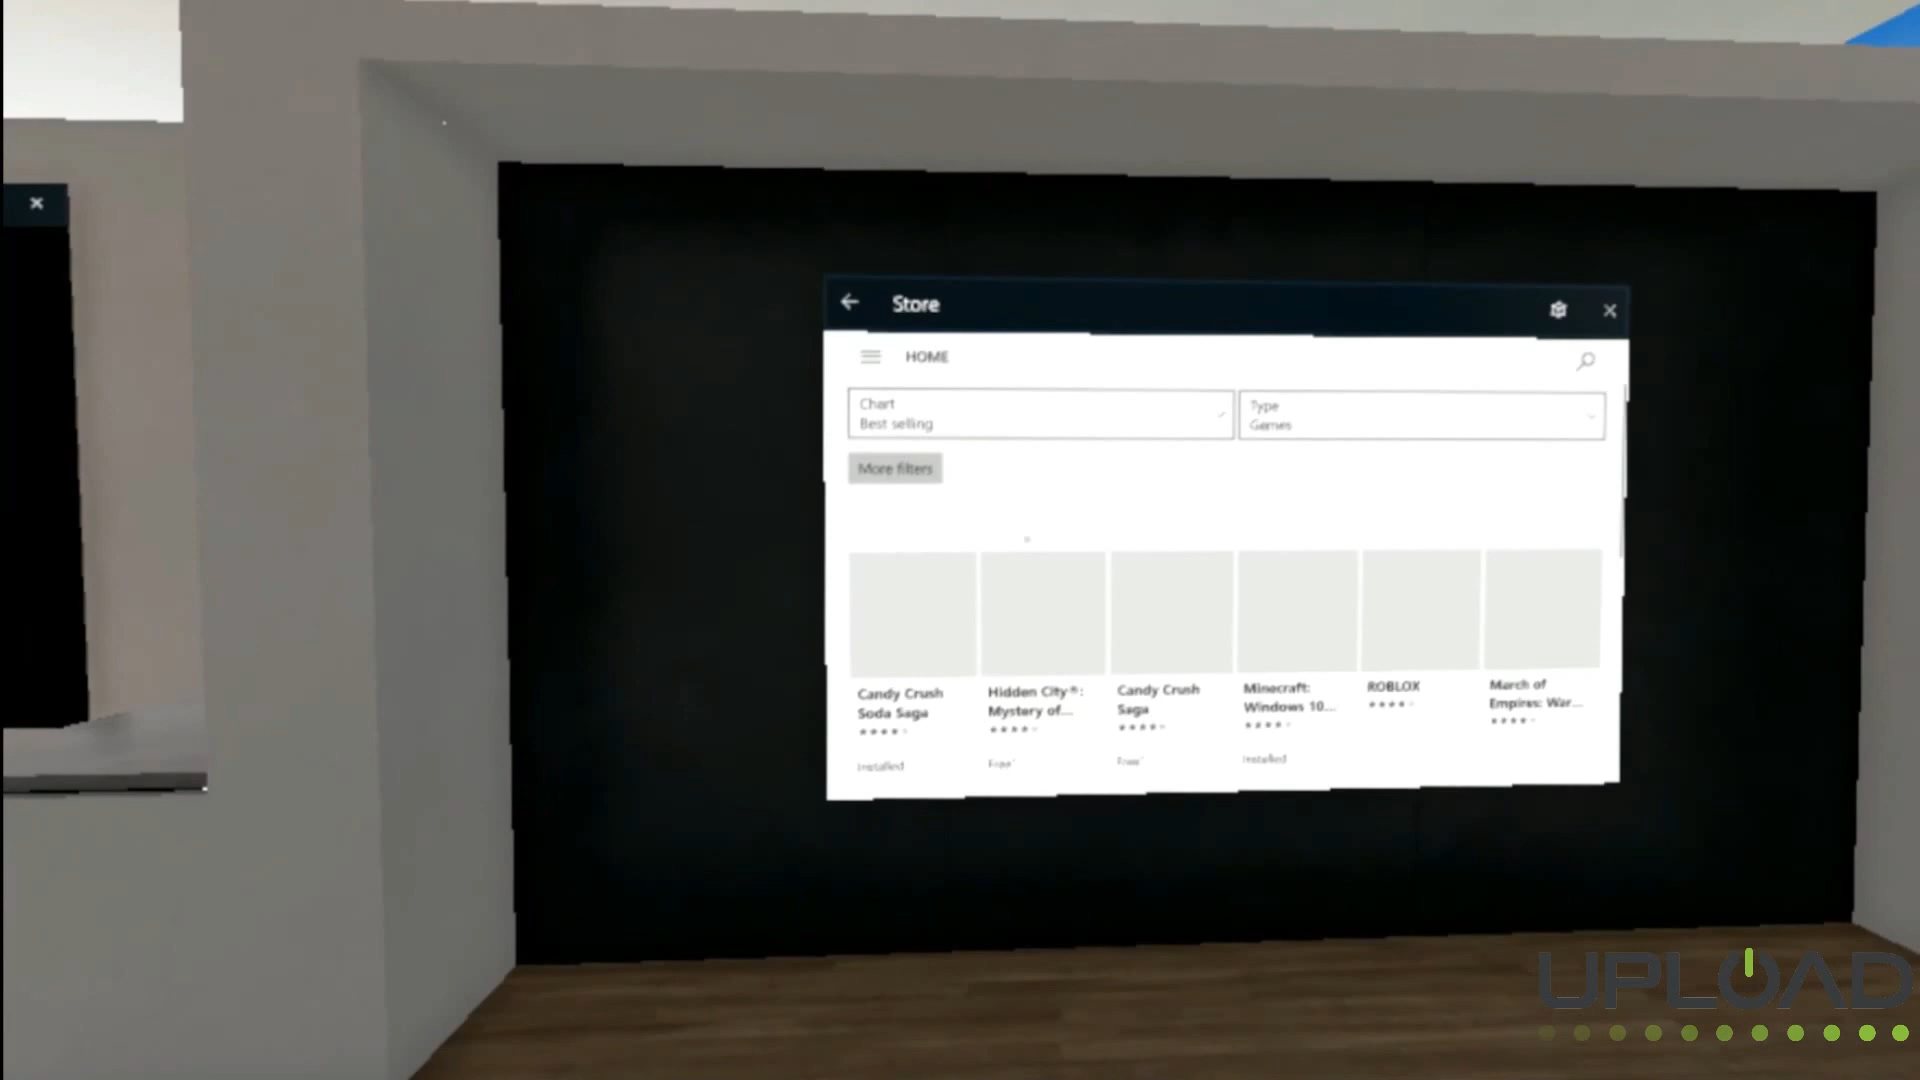 Store
HOME
Chart
Best selling
Type
Games
More filters
Candy Crush
Soda Saga
Installed
Hidden City®:
Mystery of...
Free
Candy Crush
Saga
Free
Minecraft:
Windows 10...
Installed
ROBLOX
March of
Empires: War...
UPLOAD